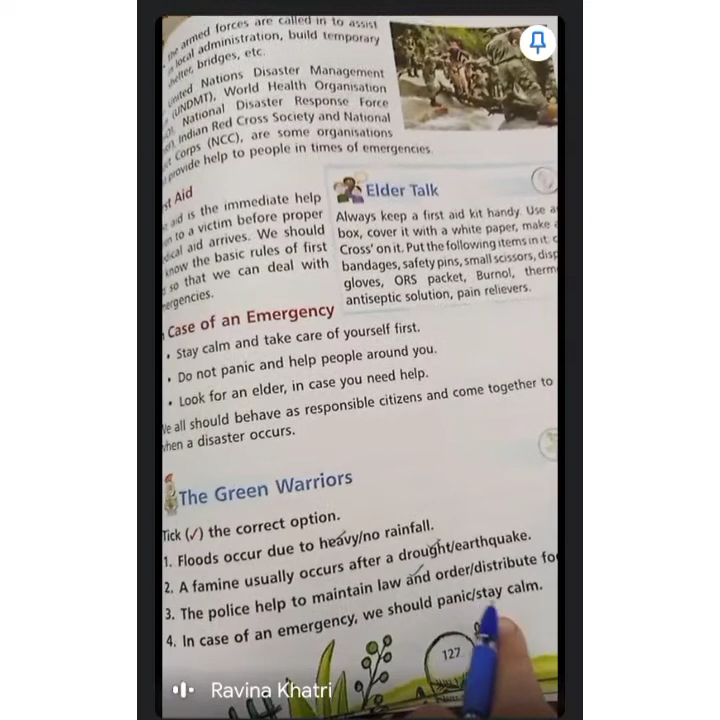 the armed forces are called in to assist
local administration, build temporary
shelter, bridges, etc.
United Nations Disaster Management
(UNDMT), World Health Organisation
National Disaster Response Force
Indian Red Cross Society and National
Corps (NCC), are some organisations
provide help to people in times of emergencies.
st Aid
aid is the immediate help
to a victim before proper
ical aid arrives. We should
know the basic rules of first
so that we can deal with
ergencies.
Elder Talk
Always keep a first aid kit handy. Use a
box, cover it with a white paper, make a
Cross' on it. Put the following items in it: c
bandages, safety pins, small scissors, disp
gloves, ORS packet, Burnol, therm
antiseptic solution, pain relievers.
Case of an Emergency
• Stay calm and take care of yourself first.
• Do not panic and help people around you.
• Look for an elder, in case you need help.
We all should behave as responsible citizens and come together to
when a disaster occurs.
The Green Warriors
Tick (✓) the correct option.
1. Floods occur due to heavy/no rainfall.
2. A famine usually occurs after a drought/earthquake.
3. The police help to maintain law and order/distribute fo
4. In case of an emergency, we should panic/stay calm.
127
Ravina Khatri